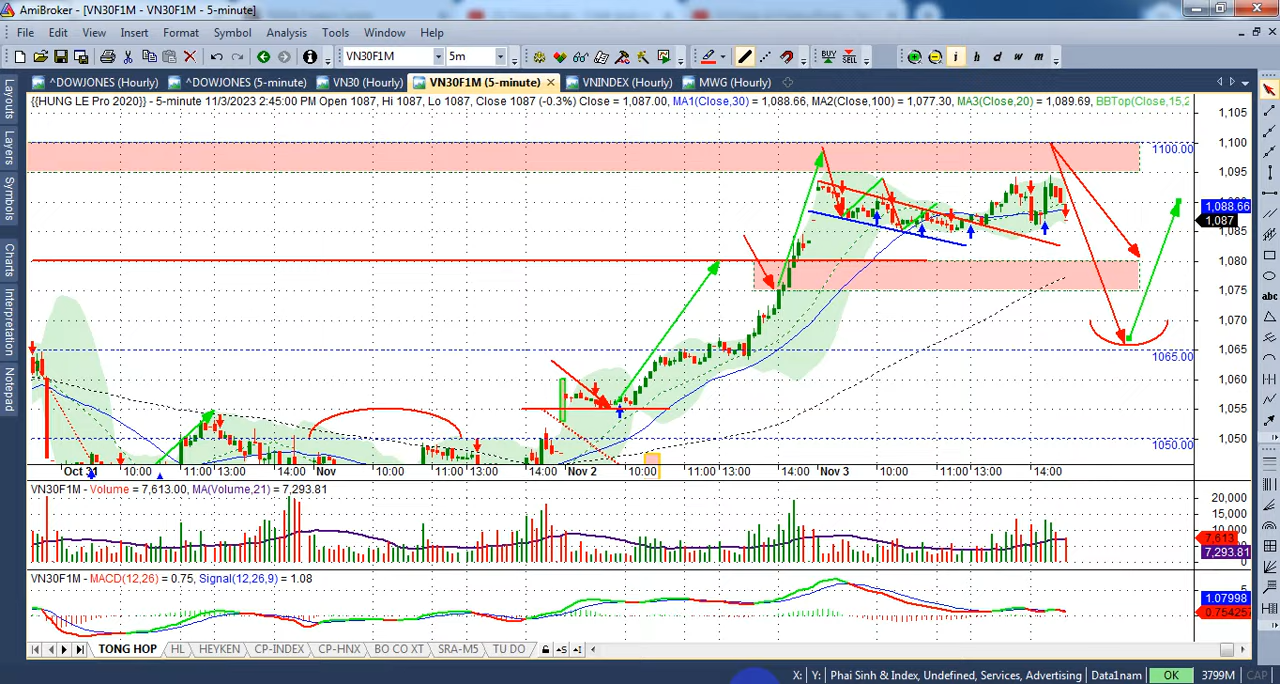 AmiBroker - [VN30F1M - VN30F1M - 5-minute]
File Edit View Insert Format Symbol Analysis Tools Window Help
VN30F1M 5m BUY SELL i h d w m
^DOWJONES (Hourly) ^DOWJONES (5-minute) VN30 (Hourly) VN30F1M (5-minute) VNINDEX (Hourly) MWG (Hourly)
{{HUNG LE Pro 2020}} - 5-minute 11/3/2023 2:45:00 PM Open 1087, Hi 1087, Lo 1087, Close 1087 (-0.3%) Close = 1,087.00, MA1(Close,30) = 1,088.66, MA2(Close,100) = 1,077.30, MA3(Close,20) = 1,089.69, BBTop(Close,15,2
Layouts
Layers
Symbols
Charts
Interpretation
Notepad
abc
1,105
1,100
1100.00
1,095
1,090
1,088.66
1,087
1,085
1,080
1,075
1,070
1,065
1065.00
1,060
1,055
1,050
1050.00
Oct 31 10:00 11:00 13:00 14:00 Nov 10:00 11:00 13:00 14:00 Nov 2 10:00 11:00 13:00 14:00 Nov 3 10:00 11:00 13:00 14:00
VN30F1M - Volume = 7,613.00, MA(Volume,21) = 7,293.81
20,000
15,000
10,000
7,613
7,293.81
VN30F1M - MACD(12,26) = 0.75, Signal(12,26,9) = 1.08
5
1.07998
0.754257
TONG HOP HL HEYKEN CP-INDEX CP-HNX BO CO XT SRA-M5 TU DO
X: Y: Phai Sinh & Index, Undefined, Services, Advertising Data1nam OK 3799M CAP